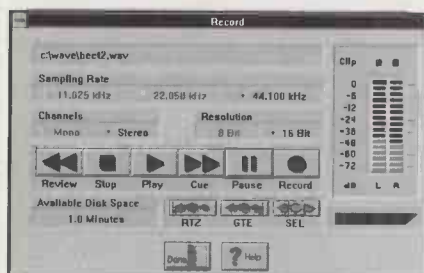 Record
c:\wave\beet2.wav
Sampling Rate
11.025 kHz 22.050 kHz • 44.100 kHz
Channels Resolution
Mono • Stereo 8 Bit • 16 Bit
Review Stop Play Cue Pause Record
Available Disk Space
1.0 Minutes
RTZ GTE SEL
Done ? Help
Clip
0
-6
-12
-24
-38
-48
-60
-72
dB L R